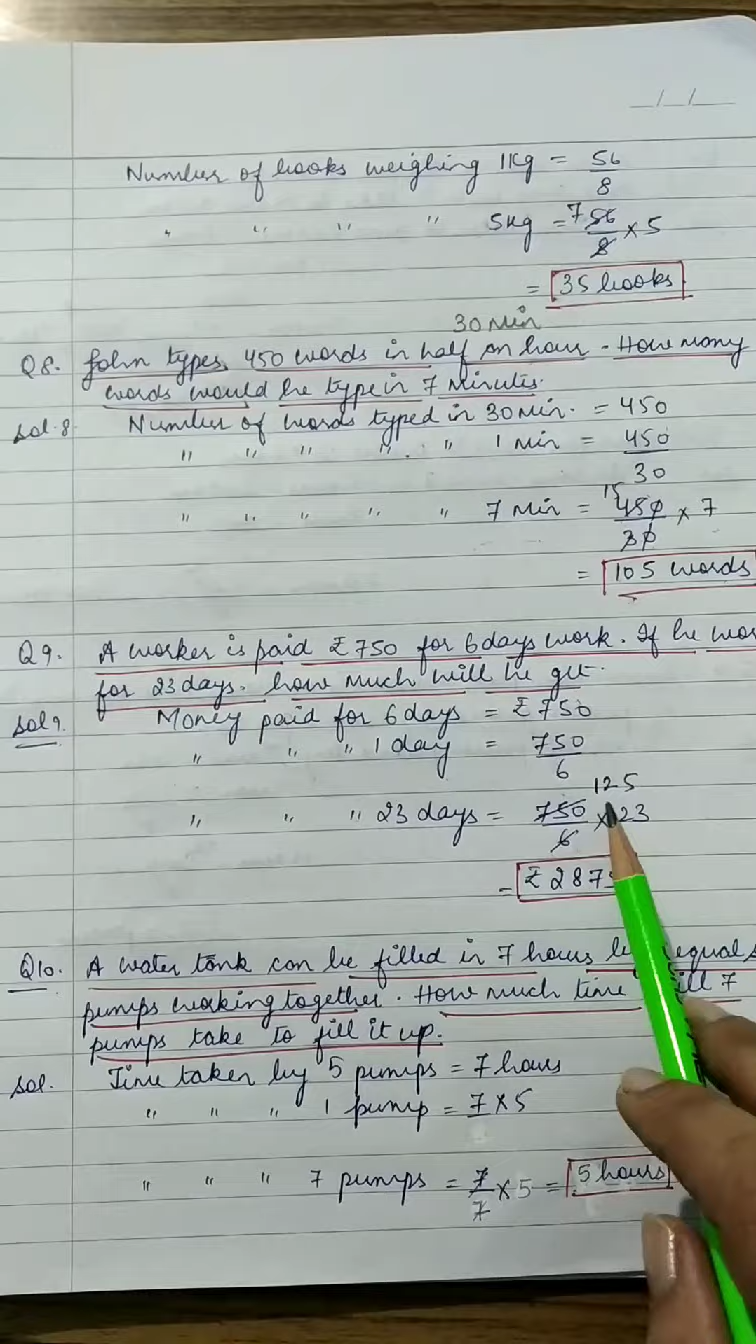 _/_/_
Number of books weighing 1Kg = 56/8
" " " " 5Kg = 7 56/8 × 5
= 35 books
30 Min
Q8. John types 450 words in half an hour. How many
words would he type in 7 Minutes.
Sol.8 Number of words typed in 30 Min. = 450
" " " " " 1 Min = 450/30
" " " " " 7 Min = 15 450/30 × 7
= 105 words
Q9. A worker is paid ₹750 for 6 days work. If he wor
for 23 days. how much will he get.
Sol 9. Money paid for 6 days = ₹750
" " " 1 day = 750/6
125
" " " 23 days = 750/6 × 23
= ₹2875
Q10. A water tank can be filled in 7 hours equal
pumps working together. How much time will 7
pumps take to fill it up.
Sol. Time taken by 5 pumps = 7 hours
" " " 1 pump = 7 × 5
" " " 7 pumps = 7/7 × 5 = 5 hours